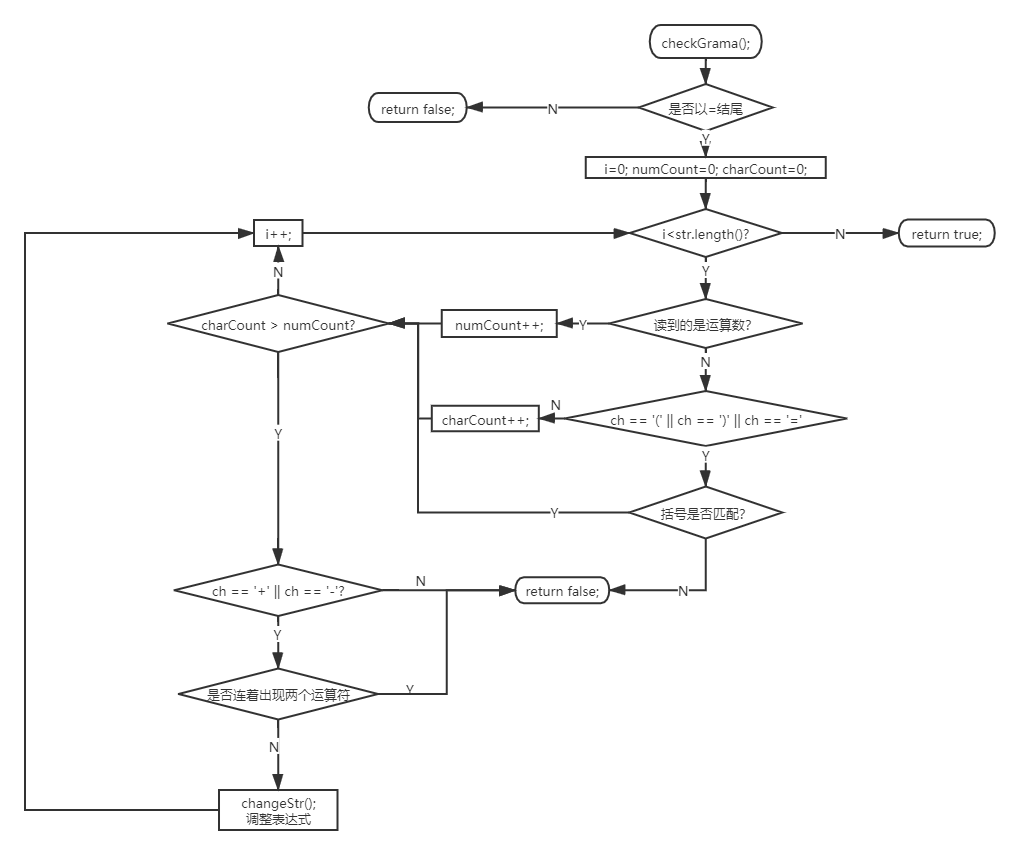 checkGrama();
是否以=结尾
N
return false;
Y
i=0; numCount=0; charCount=0;
i<str.length()?
N
return true;
i++;
Y
N
读到的是运算数?
Y
numCount++;
charCount > numCount?
N
ch == '(' || ch == ')' || ch == '='
N
charCount++;
Y
Y
括号是否匹配?
Y
N
return false;
ch == '+' || ch == '-'?
N
Y
是否连着出现两个运算符
Y
N
changeStr();
调整表达式